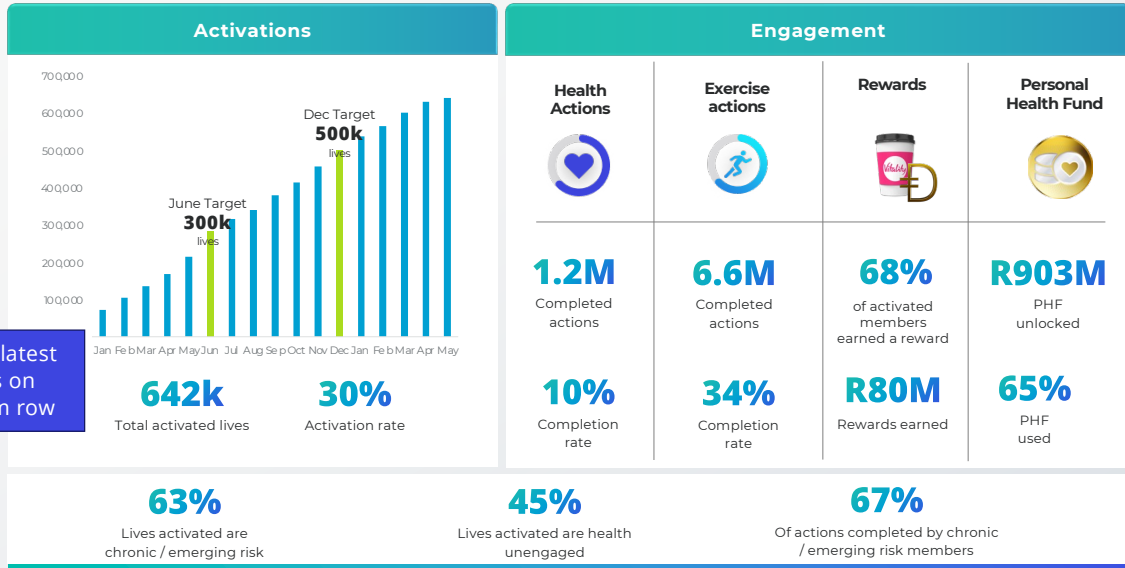 Activations
700,000
600,000
500,000
400,000
300,000
200,000
100,000
June Target
300k
lives
Dec Target
500k
lives
Jan Feb Mar Apr May Jun Jul Aug Sep Oct Nov Dec Jan Feb Mar Apr May
latest
on
row
642k
Total activated lives
30%
Activation rate
Engagement
Health
Actions
Exercise
actions
Rewards
Personal
Health Fund
Vitality
1.2M
Completed
actions
6.6M
Completed
actions
68%
of activated
members
earned a reward
R903M
PHF
unlocked
10%
Completion
rate
34%
Completion
rate
R80M
Rewards earned
65%
PHF
used
63%
Lives activated are
chronic / emerging risk
45%
Lives activated are health
unengaged
67%
Of actions completed by chronic
/ emerging risk members